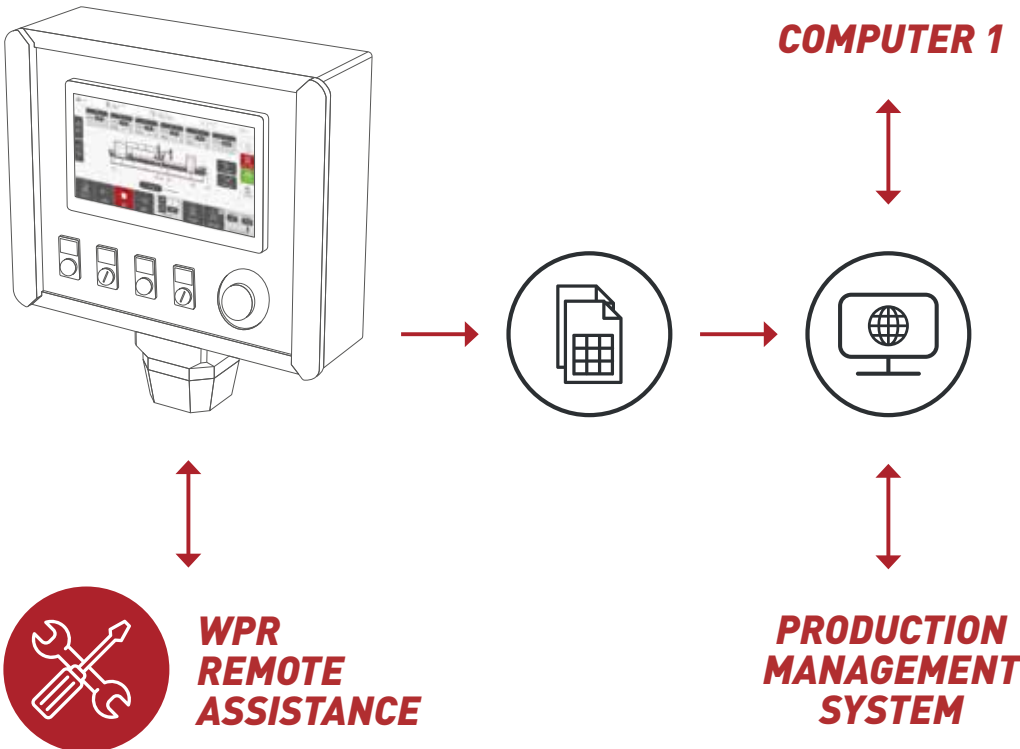 COMPUTER 1
WPR
REMOTE
ASSISTANCE
PRODUCTION
MANAGEMENT
SYSTEM